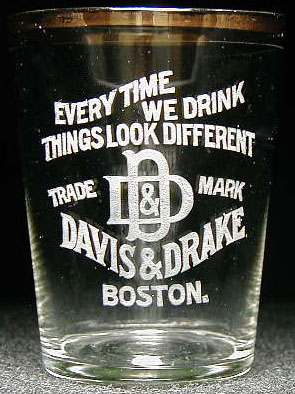 EVERY TIME
WE DRINK
THINGS LOOK DIFFERENT
TRADE D&D MARK
DAVIS & DRAKE
BOSTON.